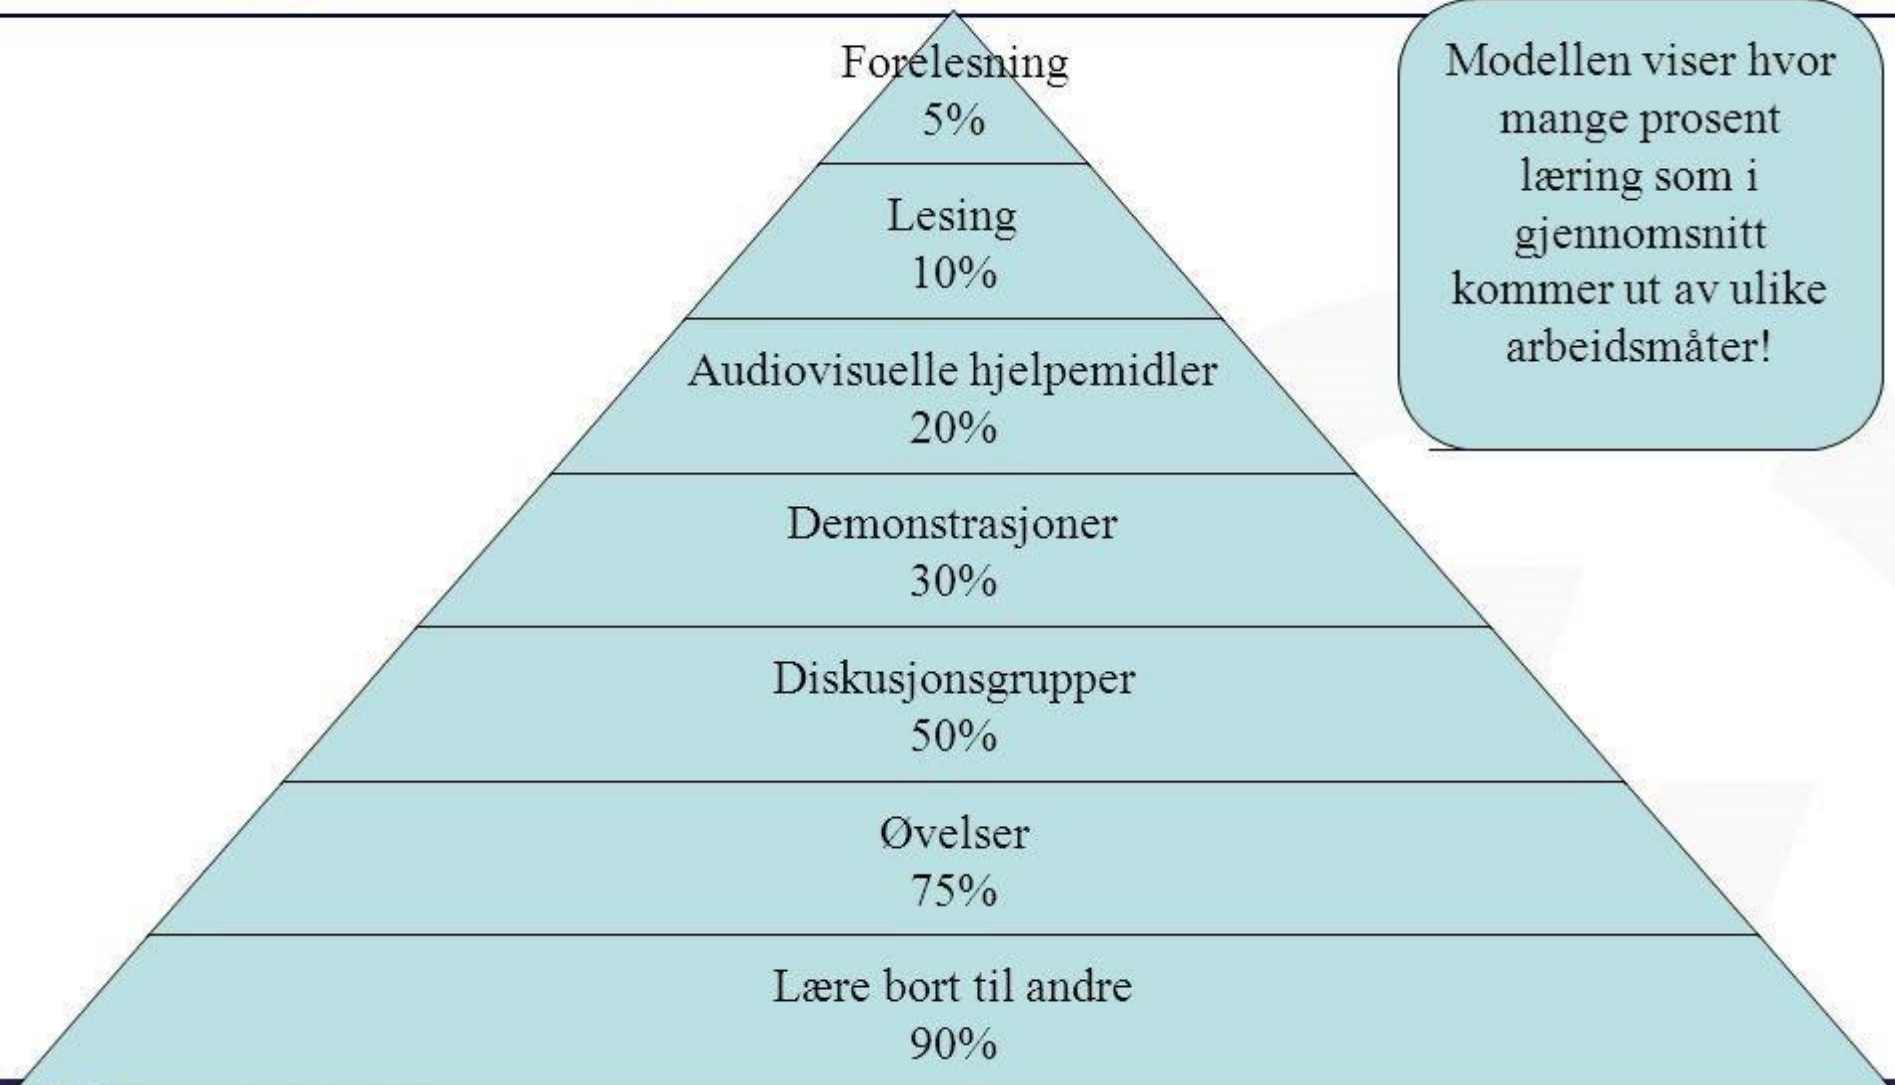 Forelesning
5%
Lesing
10%
Audiovisuelle hjelpemidler
20%
Demonstrasjoner
30%
Diskusjonsgrupper
50%
Øvelser
75%
Lære bort til andre
90%
Modellen viser hvor
mange prosent
læring som i
gjennomsnitt
kommer ut av ulike
arbeidsmåter!